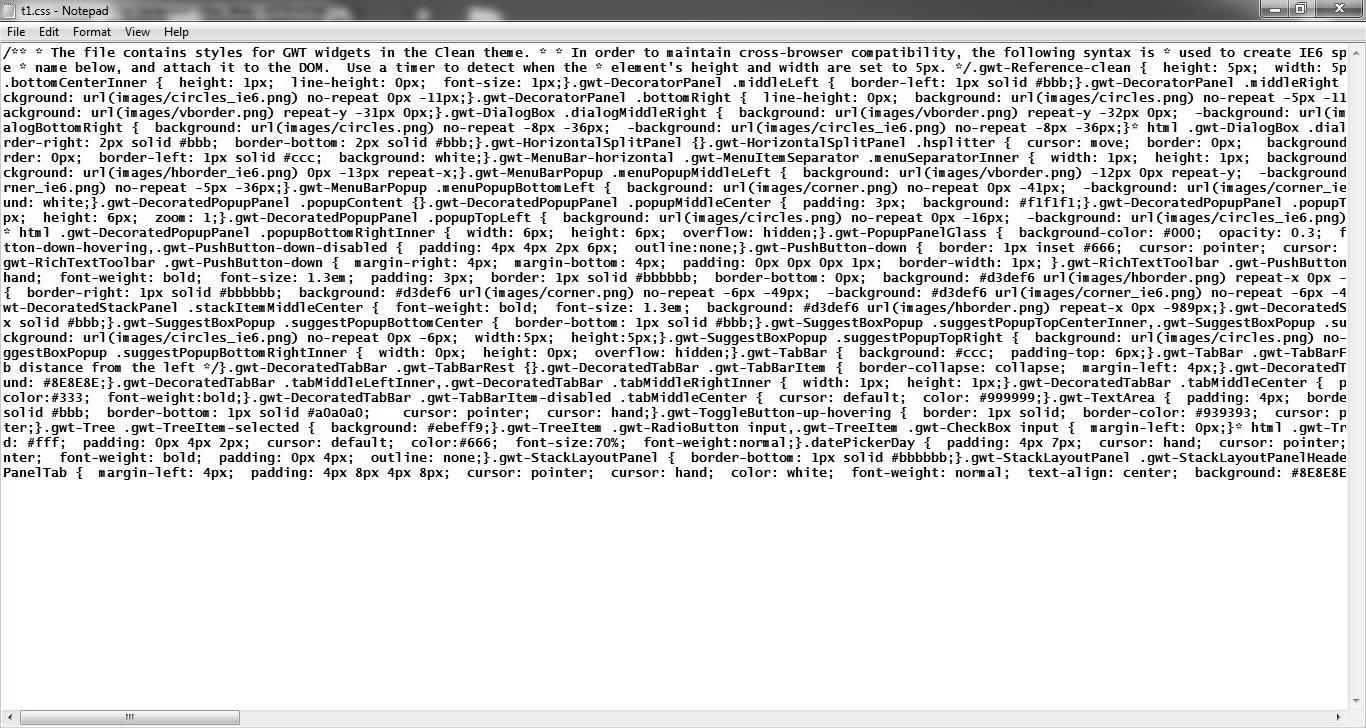 t1.css - Notepad
File Edit Format View Help
/** * The file contains styles for GWT widgets in the Clean theme. * * In order to maintain cross-browser compatibility, the following syntax is * used to create IE6 spe
e * name below, and attach it to the DOM.  Use a timer to detect when the * element's height and width are set to 5px. */.gwt-Reference-clean {  height: 5px;  width: 5p
.bottomCenterInner {  height: 1px;  line-height: 0px;  font-size: 1px;}.gwt-DecoratorPanel .middleLeft {  border-left: 1px solid #bbb;}.gwt-DecoratorPanel .middleRight
ckground: url(images/circles_ie6.png) no-repeat 0px -11px;}.gwt-DecoratorPanel .bottomRight {  line-height: 0px;  background: url(images/circles.png) no-repeat -5px -11
ackground: url(images/vborder.png) repeat-y -31px 0px;}.gwt-DialogBox .dialogMiddleRight {  background: url(images/vborder.png) repeat-y -32px 0px;  -background: url(im
alogBottomRight {  background: url(images/circles.png) no-repeat -8px -36px;  -background: url(images/circles_ie6.png) no-repeat -8px -36px;}* html .gwt-DialogBox .dial
rder-right: 2px solid #bbb;  border-bottom: 2px solid #bbb;}.gwt-HorizontalSplitPanel {}.gwt-HorizontalSplitPanel .hsplitter {  cursor: move;  border: 0px;   background
rder: 0px;  border-left: 1px solid #ccc;  background: white;}.gwt-MenuBar-horizontal .gwt-MenuItemSeparator .menuSeparatorInner {  width: 1px;  height: 1px;  background
mages/hborder_ie6.png) 0px -13px repeat-x;}.gwt-MenuBarPopup .menuPopupMiddleLeft {  background: url(images/vborder.png) -12px 0px repeat-y;  -background
rner_ie6.png) no-repeat -5px -36px;}.gwt-MenuBarPopup .menuPopupBottomLeft {  background: url(images/corner.png) no-repeat 0px -41px;  -background: url(images/corner_ie
und: white;}.gwt-DecoratedPopupPanel .popupContent {}.gwt-DecoratedPopupPanel .popupMiddleCenter {  padding: 3px;  background: #f1f1f1;}.gwt-DecoratedPopupPanel .popupT
px;  height: 6px;  zoom: 1;}.gwt-DecoratedPopupPanel .popupTopLeft {  background: url(images/circles.png) no-repeat 0px -16px;  -background: url(images/circles_ie6.png)
* html .gwt-DecoratedPopupPanel .popupBottomRightInner {  width: 6px;  height: 6px;  overflow: hidden;}.gwt-PopupPanelGlass {  background-color: #000;  opacity: 0.3;  f
tton-down-hovering,.gwt-PushButton-down-disabled {  padding: 4px 4px 2px 6px;  outline:none;}.gwt-PushButton-down {  border: 1px inset #666;  cursor: pointer;  cursor:
gwt-RichTextToolbar .gwt-PushButton-down {  margin-right: 4px;  margin-bottom: 4px;  padding: 0px 0px 0px 1px;  border-width: 1px; }.gwt-RichTextToolbar .gwt-PushButton
hand;  font-weight: bold;  font-size: 1.3em;  padding: 3px;  border: 1px solid #bbbbbb;  border-bottom: 0px;  background: #d3def6 url(images/hborder.png) repeat-x 0px -
{  border-right: 1px solid #bbbbbb;  background: #d3def6 url(images/corner.png) no-repeat -6px -49px;  -background: #d3def6 url(images/corner_ie6.png) no-repeat -6px -4
wt-DecoratedStackPanel .stackItemMiddleCenter {  font-weight: bold;  font-size: 1.3em;  background: #d3def6 url(images/hborder.png) repeat-x 0px -989px;}.gwt-DecoratedS
x solid #bbb;}.gwt-SuggestBoxPopup .suggestPopupBottomCenter {  border-bottom: 1px solid #bbb;}.gwt-SuggestBoxPopup .suggestPopupTopCenterInner,.gwt-SuggestBoxPopup .su
ckground: url(images/circles_ie6.png) no-repeat 0px -6px;  width:5px;  height:5px;}.gwt-SuggestBoxPopup .suggestPopupTopRight {  background: url(images/circles.png) no-
ggestBoxPopup .suggestPopupBottomRightInner {  width: 0px;  height: 0px;  overflow: hidden;}.gwt-TabBar {  background: #ccc;  padding-top: 6px;}.gwt-TabBar .gwt-TabBarF
b distance from the left */}.gwt-DecoratedTabBar .gwt-TabBarRest {}.gwt-DecoratedTabBar .gwt-TabBarItem {  border-collapse: collapse;  margin-left: 4px;}.gwt-DecoratedT
und: #8E8E8E;}.gwt-DecoratedTabBar .tabMiddleLeftInner,.gwt-DecoratedTabBar .tabMiddleRightInner {  width: 1px;  height: 1px;}.gwt-DecoratedTabBar .tabMiddleCenter {  p
color:#333;  font-weight:bold;}.gwt-DecoratedTabBar .gwt-TabBarItem-disabled .tabMiddleCenter {  cursor: default;  color: #999999;}.gwt-TextArea {  padding: 4px;  borde
solid #bbb;  border-bottom: 1px solid #a0a0a0;    cursor: pointer;  cursor: hand;}.gwt-ToggleButton-up-hovering {  border: 1px solid;  border-color: #939393;  cursor: p
ter;}.gwt-Tree .gwt-TreeItem-selected {  background: #ebeff9;}.gwt-TreeItem .gwt-RadioButton input,.gwt-TreeItem .gwt-CheckBox input {  margin-left: 0px;}* html .gwt-Tr
d: #fff;  padding: 0px 4px 2px;  cursor: default;  color:#666;  font-size:70%;  font-weight:normal;}.datePickerDay {  padding: 4px 7px;  cursor: hand;  cursor: pointer;
nter;  font-weight: bold;  padding: 0px 4px;  outline: none;}.gwt-StackLayoutPanel {  border-bottom: 1px solid #bbbbbb;}.gwt-StackLayoutPanel .gwt-StackLayoutPanelHeade
PanelTab {  margin-left: 4px;  padding: 4px 8px 4px 8px;  cursor: pointer;  cursor: hand;  color: white;  font-weight: normal;  text-align: center;  background: #8E8E8E